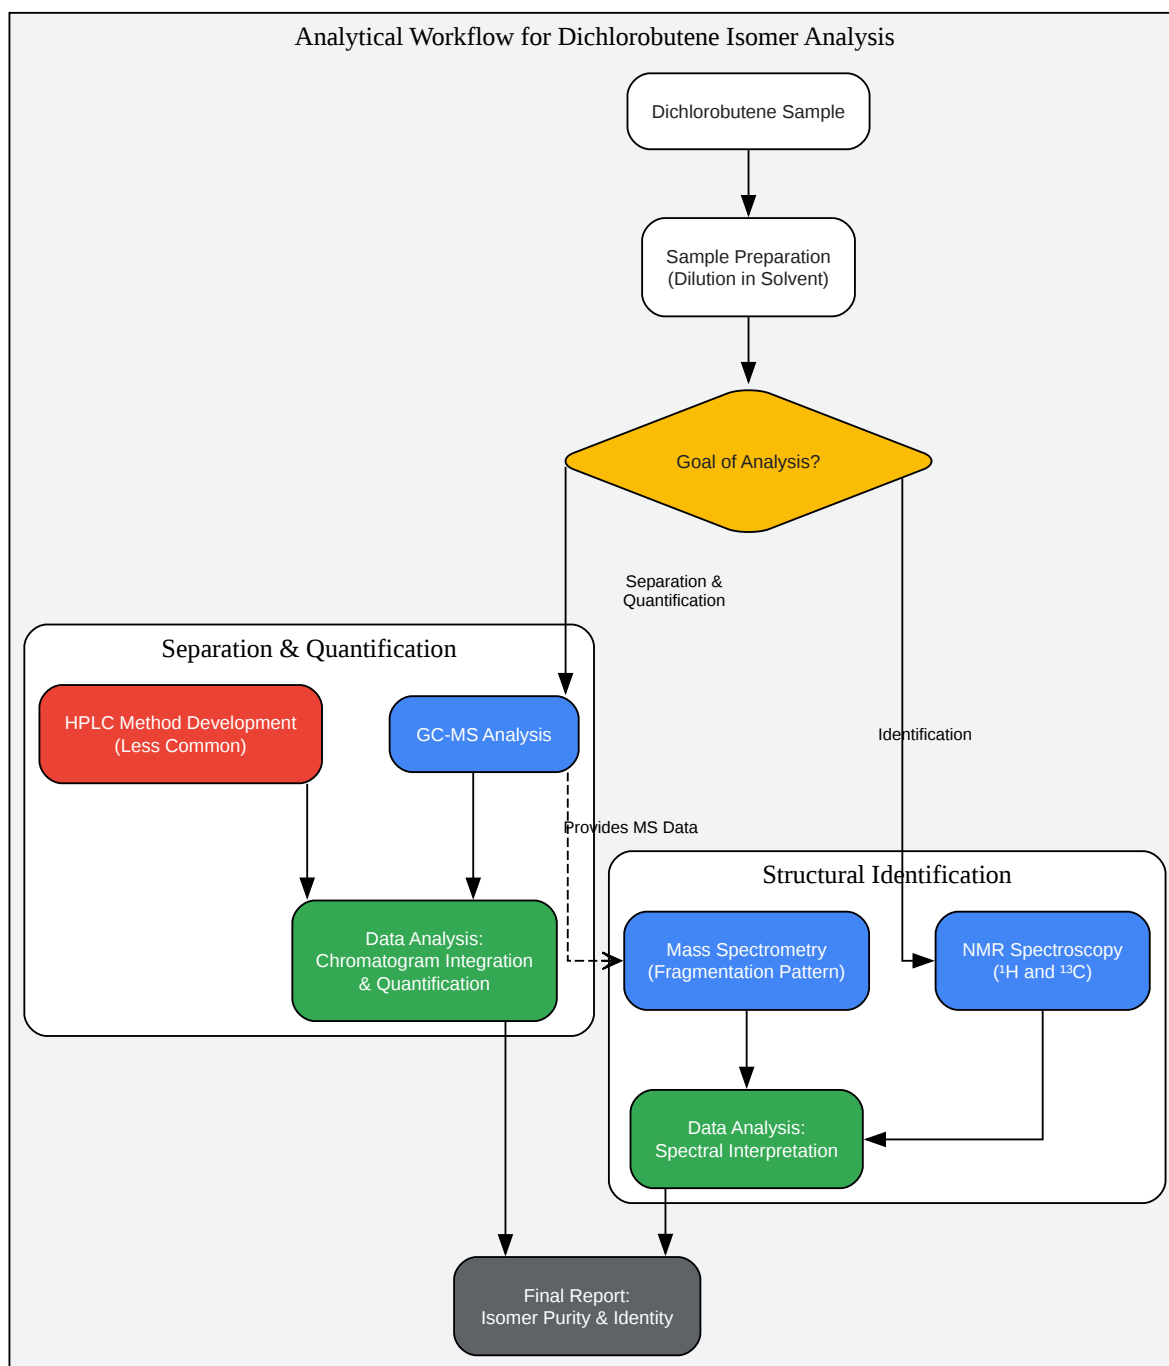 Analytical Workflow for Dichlorobutene Isomer Analysis
Dichlorobutene Sample
Sample Preparation
(Dilution in Solvent)
Goal of Analysis?
Separation &
Quantification
Separation & Quantification
HPLC Method Development
(Less Common)
GC-MS Analysis
Identification
Provides MS Data
Structural Identification
Data Analysis:
Chromatogram Integration
& Quantification
Mass Spectrometry
(Fragmentation Pattern)
NMR Spectroscopy
(¹H and ¹³C)
Data Analysis:
Spectral Interpretation
Final Report:
Isomer Purity & Identity